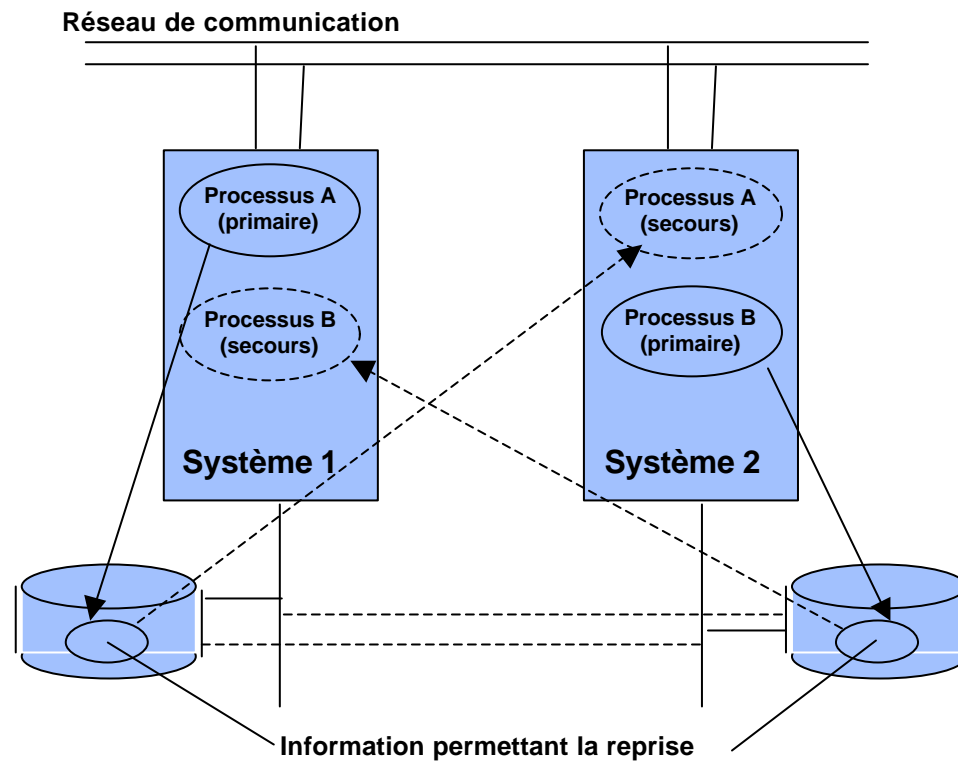 Réseau de communication
Processus A
(primaire)
Processus B
(secours)
Système 1
Processus A
(secours)
Processus B
(primaire)
Système 2
Information permettant la reprise